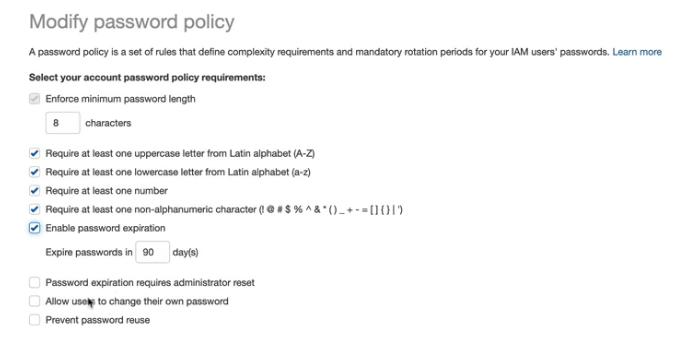 Modify password policy
A password policy is a set of rules that define complexity requirements and mandatory rotation periods for your IAM users' passwords. Learn more
Select your account password policy requirements:
Enforce minimum password length
8 characters
Require at least one uppercase letter from Latin alphabet (A-Z)
Require at least one lowercase letter from Latin alphabet (a-z)
Require at least one number
Require at least one non-alphanumeric character (! @ # $ % ^ & * ( ) _ + - = [ ] { } | ')
Enable password expiration
Expire passwords in 90 day(s)
Password expiration requires administrator reset
Allow users to change their own password
Prevent password reuse